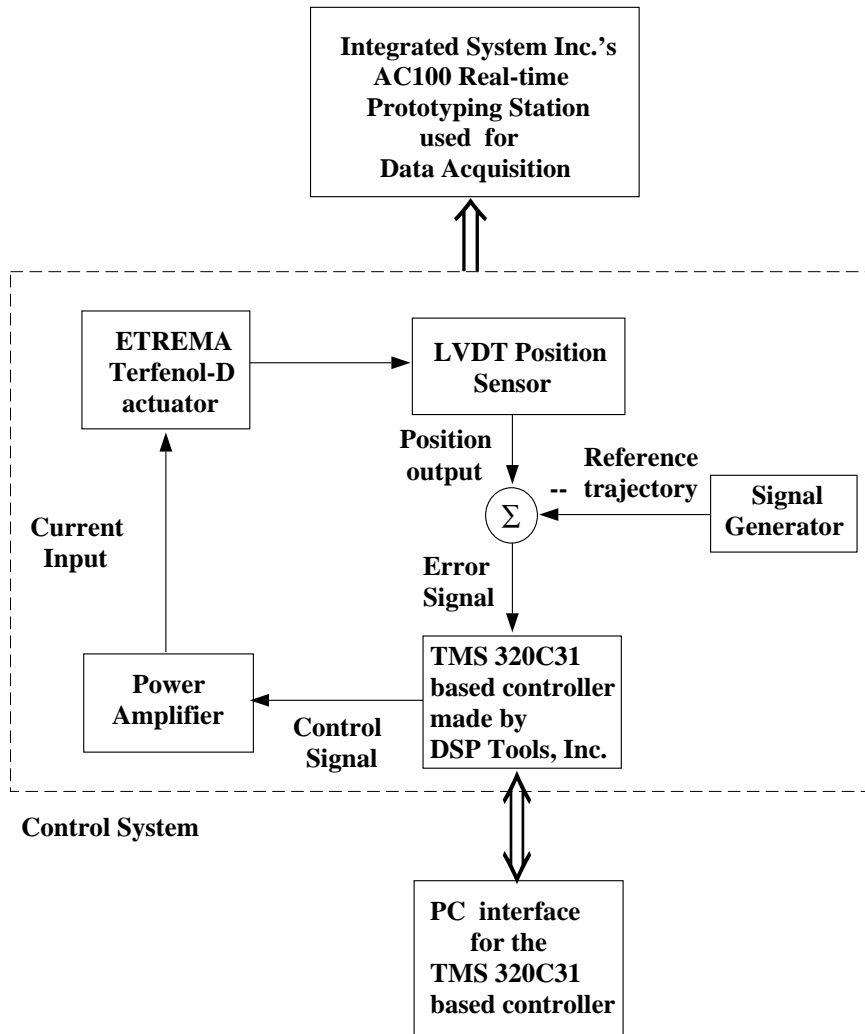 Integrated System Inc.'s
AC100 Real-time
Prototyping Station
used for
Data Acquisition
ETREMA
Terfenol-D
actuator
LVDT Position
Sensor
Position
output
Reference
trajectory
--
Σ
Signal
Generator
Current
Input
Error
Signal
Power
Amplifier
Control
Signal
TMS 320C31
based controller
made by
DSP Tools, Inc.
Control System
PC interface
for the
TMS 320C31
based controller